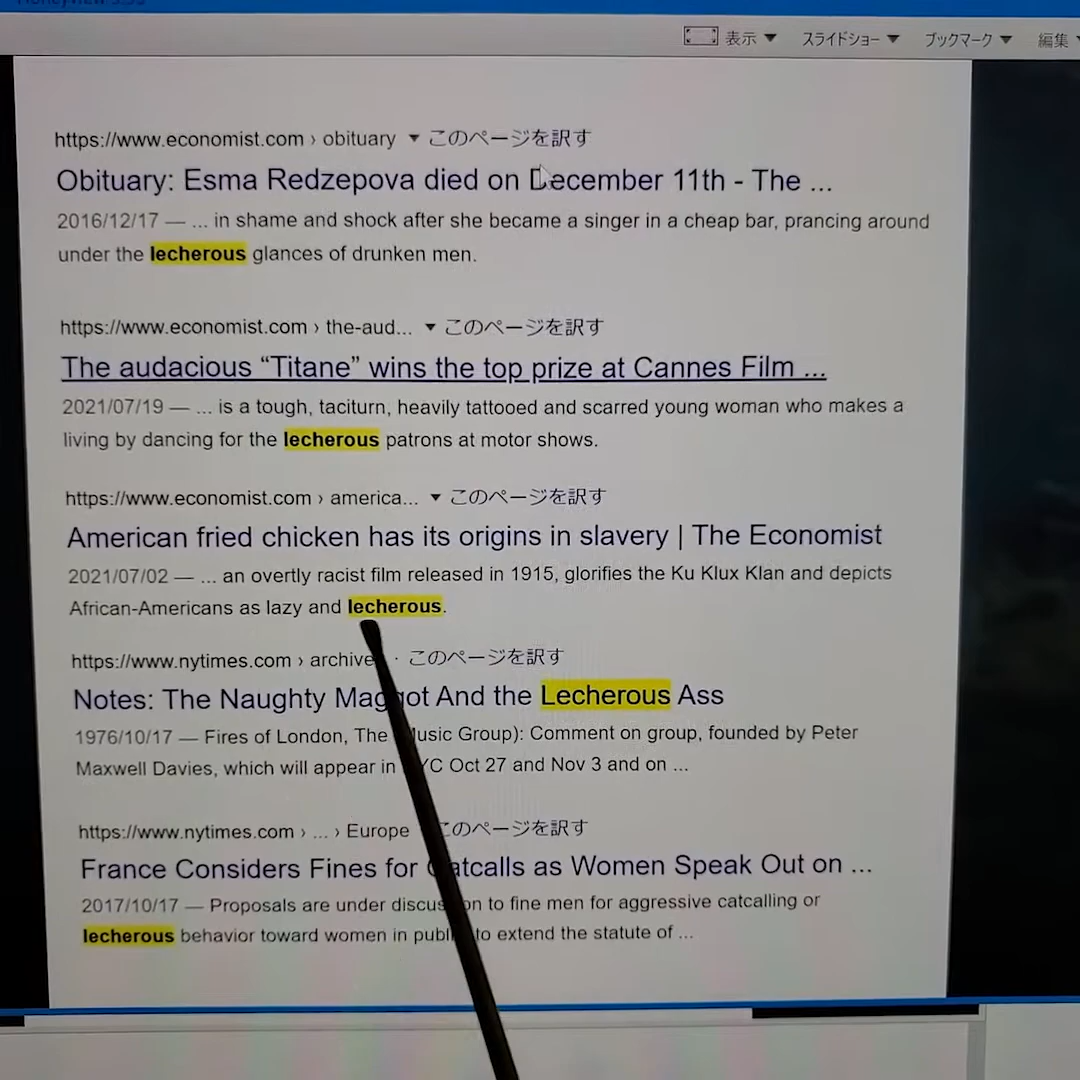 表示 ▼ スライドショー ▼ ブックマーク ▼ 編集
https://www.economist.com › obituary ▼ このページを訳す
Obituary: Esma Redzepova died on December 11th - The ...
2016/12/17 — ... in shame and shock after she became a singer in a cheap bar, prancing around
under the lecherous glances of drunken men.
https://www.economist.com › the-aud... ▼ このページを訳す
The audacious “Titane” wins the top prize at Cannes Film ...
2021/07/19 — ... is a tough, taciturn, heavily tattooed and scarred young woman who makes a
living by dancing for the lecherous patrons at motor shows.
https://www.economist.com › america... ▼ このページを訳す
American fried chicken has its origins in slavery | The Economist
2021/07/02 — ... an overtly racist film released in 1915, glorifies the Ku Klux Klan and depicts
African-Americans as lazy and lecherous.
https://www.nytimes.com › archive · このページを訳す
Notes: The Naughty Maggot And the Lecherous Ass
1976/10/17 — Fires of London, The Music Group): Comment on group, founded by Peter
Maxwell Davies, which will appear in NYC Oct 27 and Nov 3 and on ...
https://www.nytimes.com › ... › Europe このページを訳す
France Considers Fines for Catcalls as Women Speak Out on ...
2017/10/17 — Proposals are under discussion to fine men for aggressive catcalling or
lecherous behavior toward women in public to extend the statute of ...